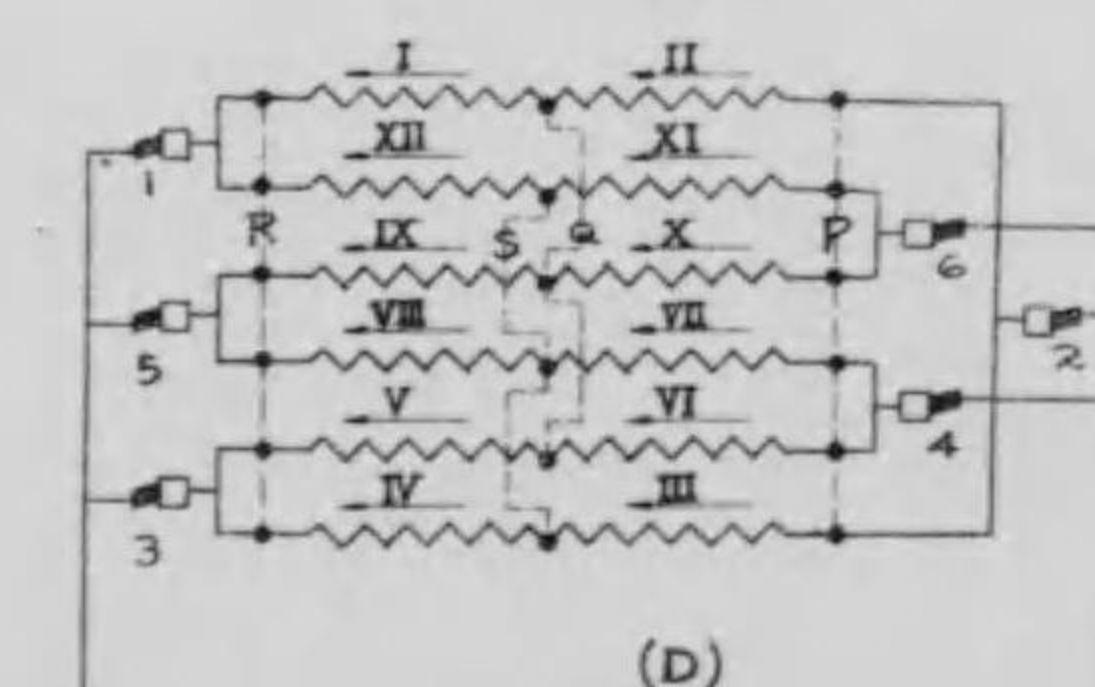 I II
XII XI
1
R S Q P
IX X
6
VIII VII
5 2
V VI
4
IV III
3
(D)